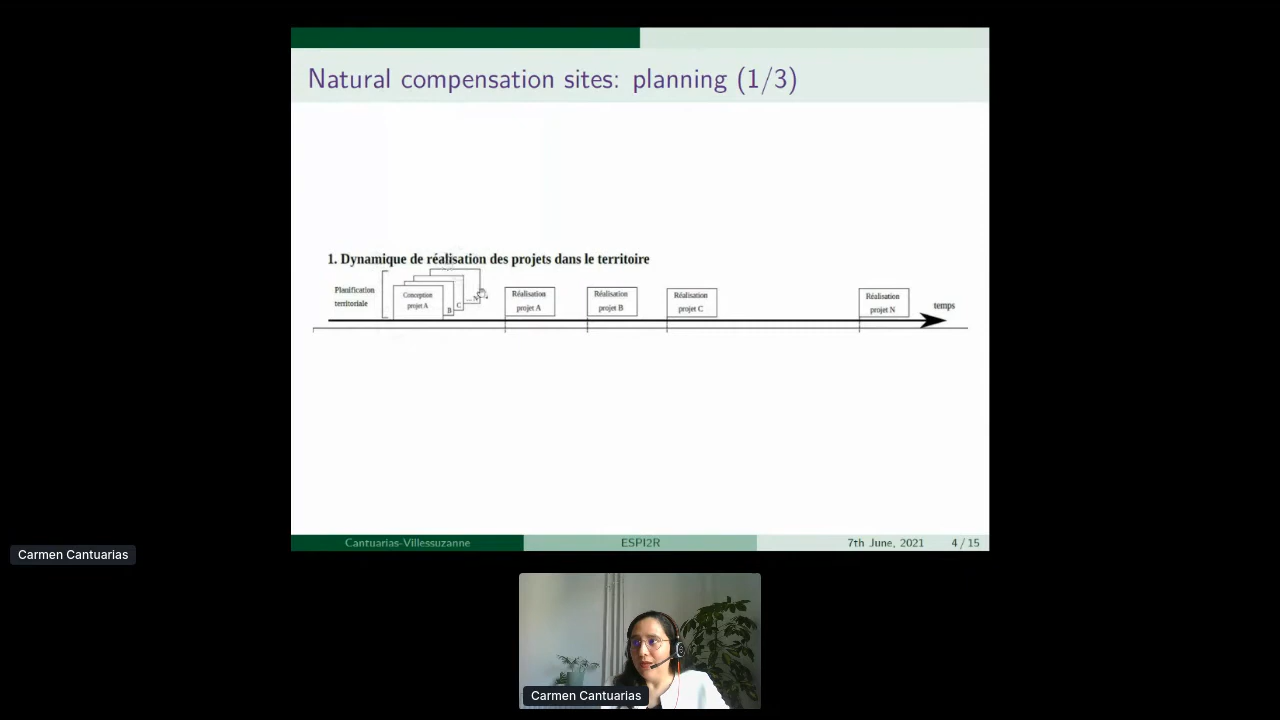 Natural compensation sites: planning (1/3)
1. Dynamique de réalisation des projets dans le territoire
Planification
territoriale
Conception
projet A
B
C
... N
Réalisation
projet A
Réalisation
projet B
Réalisation
projet C
Réalisation
projet N
temps
Cantuarias-Villessuzanne
ESPI2R
7th June, 2021
4 / 15
Carmen Cantuarias
Carmen Cantuarias